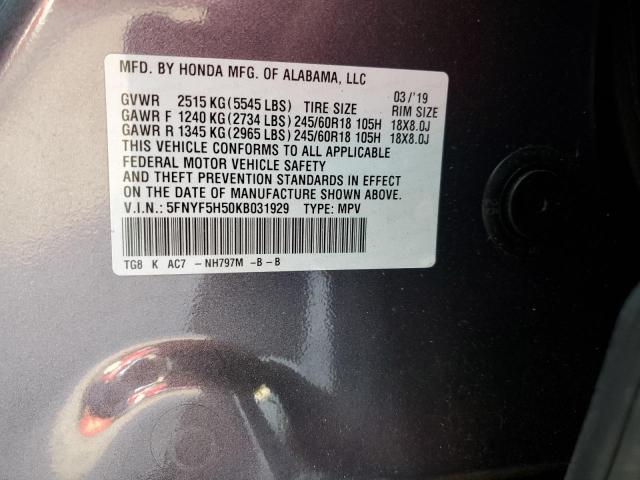 MFD. BY HONDA MFG. OF ALABAMA, LLC
GVWR 2515 KG (5545 LBS) TIRE SIZE 03/'19 RIM SIZE
GAWR F 1240 KG (2734 LBS) 245/60R18 105H 18X8.0J
GAWR R 1345 KG (2965 LBS) 245/60R18 105H 18X8.0J
THIS VEHICLE CONFORMS TO ALL APPLICABLE
FEDERAL MOTOR VEHICLE SAFETY
AND THEFT PREVENTION STANDARDS IN EFFECT
ON THE DATE OF MANUFACTURE SHOWN ABOVE.
V.I.N.: 5FNYF5H50KB031929 TYPE: MPV
TG8 K AC7 -NH797M -B-B